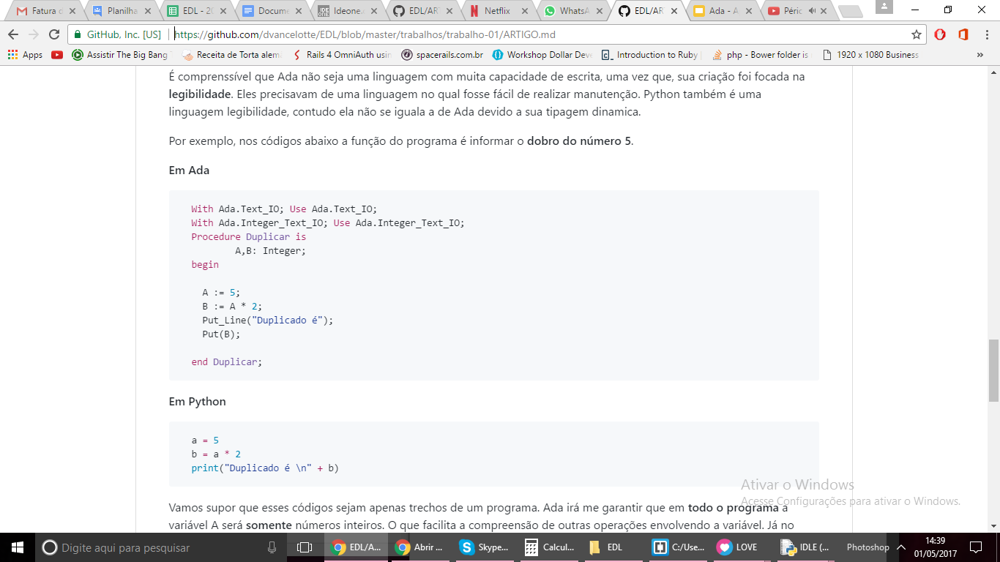 Fatura d
Planilha
EDL - 20
Docume
Ideone.c
EDL/AR
Netflix
WhatsA
EDL/AR
Ada - A
Péric
GitHub, Inc. [US]
https://github.com/dvancelotte/EDL/blob/master/trabalhos/trabalho-01/ARTIGO.md
Apps
Assistir The Big Bang
Receita de Torta alem
Rails 4 OmniAuth usin
spacerails.com.br
Workshop Dollar Deve
Introduction to Ruby
php - Bower folder is
1920 x 1080 Business
»
É comprenssível que Ada não seja uma linguagem com muita capacidade de escrita, uma vez que, sua criação foi focada na
legibilidade. Eles precisavam de uma linguagem no qual fosse fácil de realizar manutenção. Python também é uma
linguagem legibilidade, contudo ela não se iguala a de Ada devido a sua tipagem dinamica.
Por exemplo, nos códigos abaixo a função do programa é informar o dobro do número 5.
Em Ada
With Ada.Text_IO; Use Ada.Text_IO;
With Ada.Integer_Text_IO; Use Ada.Integer_Text_IO;
Procedure Duplicar is
A,B: Integer;
begin
A := 5;
B := A * 2;
Put_Line("Duplicado é");
Put(B);
end Duplicar;
Em Python
a = 5
b = a * 2
print("Duplicado é \n" + b)
Vamos supor que esses códigos sejam apenas trechos de um programa. Ada irá me garantir que em todo o programa a
variável A será somente números inteiros. O que facilita a compreensão de outras operações envolvendo a variável. Já no
Ativar o Windows
Acesse Configurações para ativar o Windows.
Digite aqui para pesquisar
EDL/A...
Abrir ...
Skype...
Calcul...
EDL
C:/Use...
LOVE
IDLE (...
Photoshop
14:39
01/05/2017